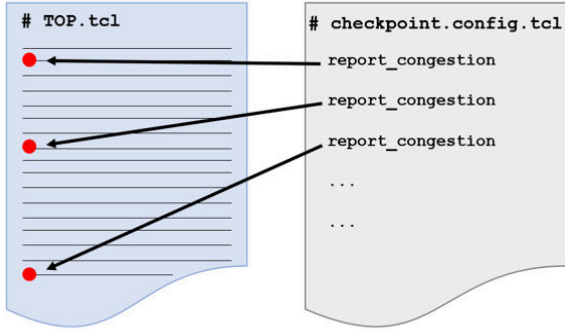 # TOP.tcl
# checkpoint.config.tcl
report_congestion
report_congestion
report_congestion
...
...